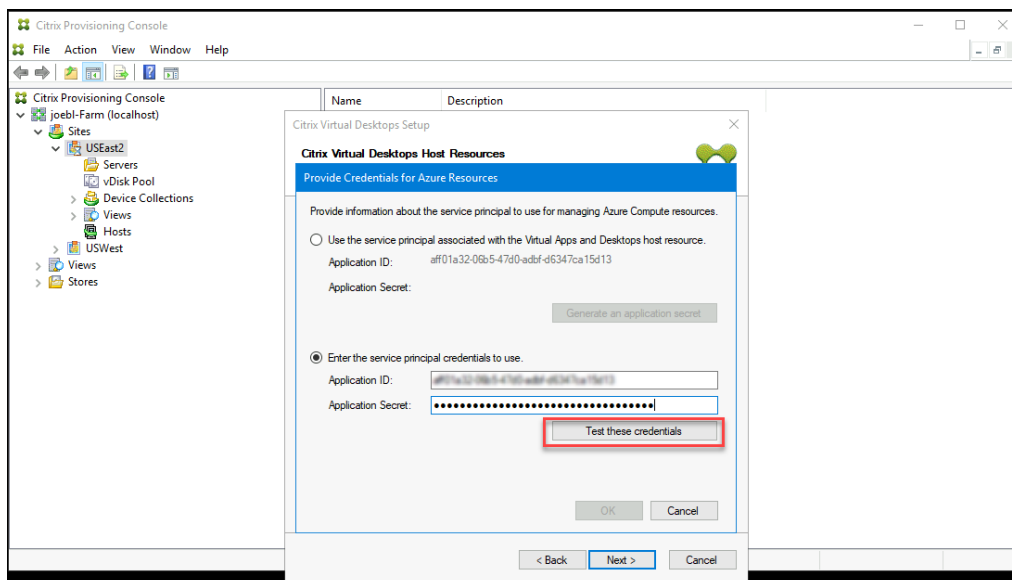 Citrix Provisioning Console
File Action View Window Help
Citrix Provisioning Console
joebl-Farm (localhost)
Sites
USEast2
Servers
vDisk Pool
Device Collections
Views
Hosts
USWest
Views
Stores
Name Description
Citrix Virtual Desktops Setup
Citrix Virtual Desktops Host Resources
Provide Credentials for Azure Resources
Provide information about the service principal to use for managing Azure Compute resources.
Use the service principal associated with the Virtual Apps and Desktops host resource.
Application ID: aff01a32-06b5-47d0-adbf-d6347ca15d13
Application Secret:
Generate an application secret
Enter the service principal credentials to use.
Application ID:
Application Secret:
Test these credentials
OK Cancel
< Back Next > Cancel